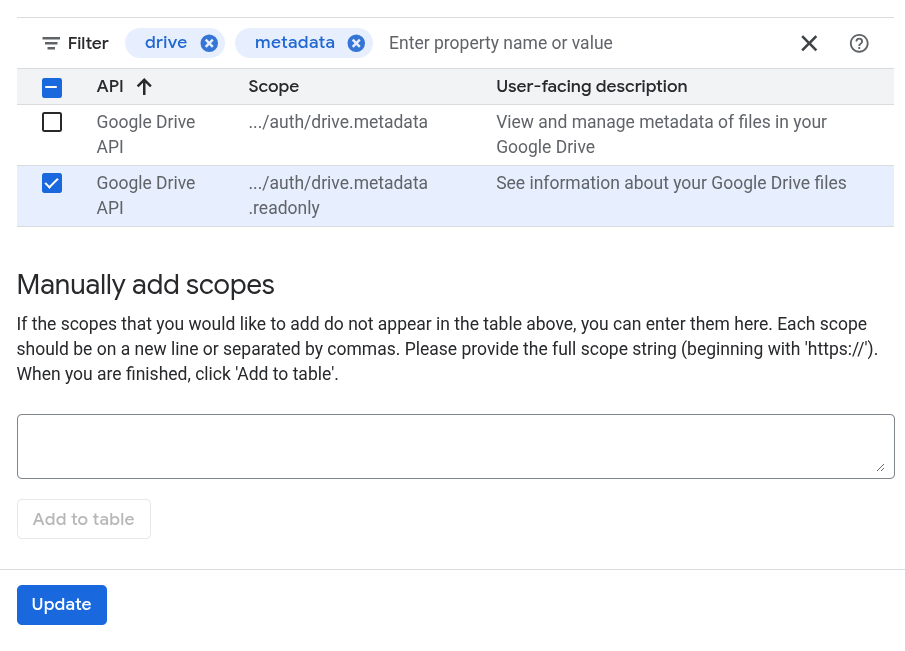 Filter drive metadata Enter property name or value
API Scope User-facing description
Google Drive .../auth/drive.metadata View and manage metadata of files in your
API Google Drive
Google Drive .../auth/drive.metadata See information about your Google Drive files
API .readonly
Manually add scopes
If the scopes that you would like to add do not appear in the table above, you can enter them here. Each scope
should be on a new line or separated by commas. Please provide the full scope string (beginning with 'https://').
When you are finished, click 'Add to table'.
Add to table
Update